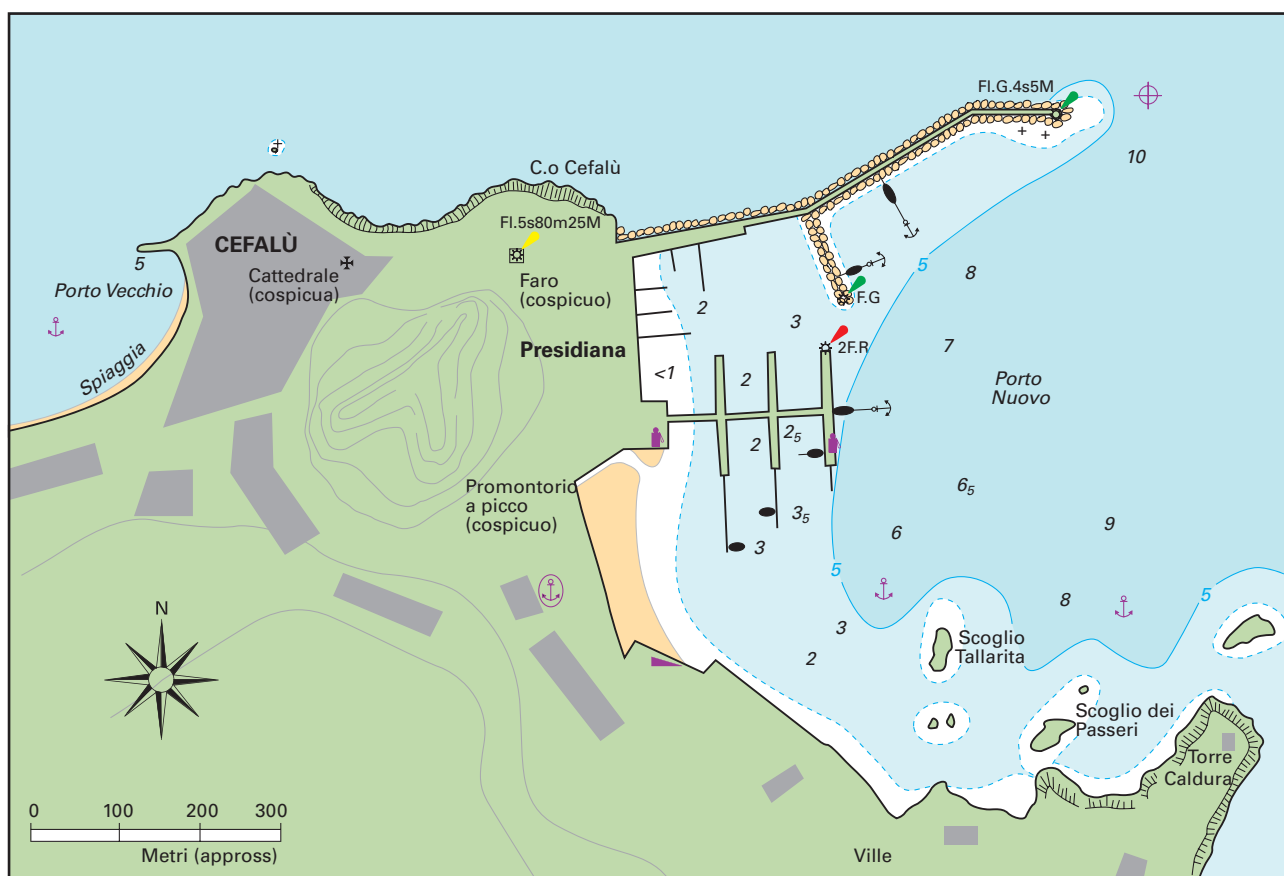 Fl.G.4s5M
10
C.o Cefalù
Fl.5s80m25M
CEFALÙ
Cattedrale
(cospicua)
Faro
(cospicuo)
5
Porto Vecchio
Spiaggia
5
8
F.G
2
3
Presidiana
2F.R
7
<1
2
Porto
Nuovo
2
2₅
Promontorio
a picco
(cospicuo)
6₅
3₅
3
6
9
5
8
5
N
3
2
Scoglio
Tallarita
Scoglio dei
Passeri
Torre
Caldura
0 100 200 300
Metri (appross)
Ville